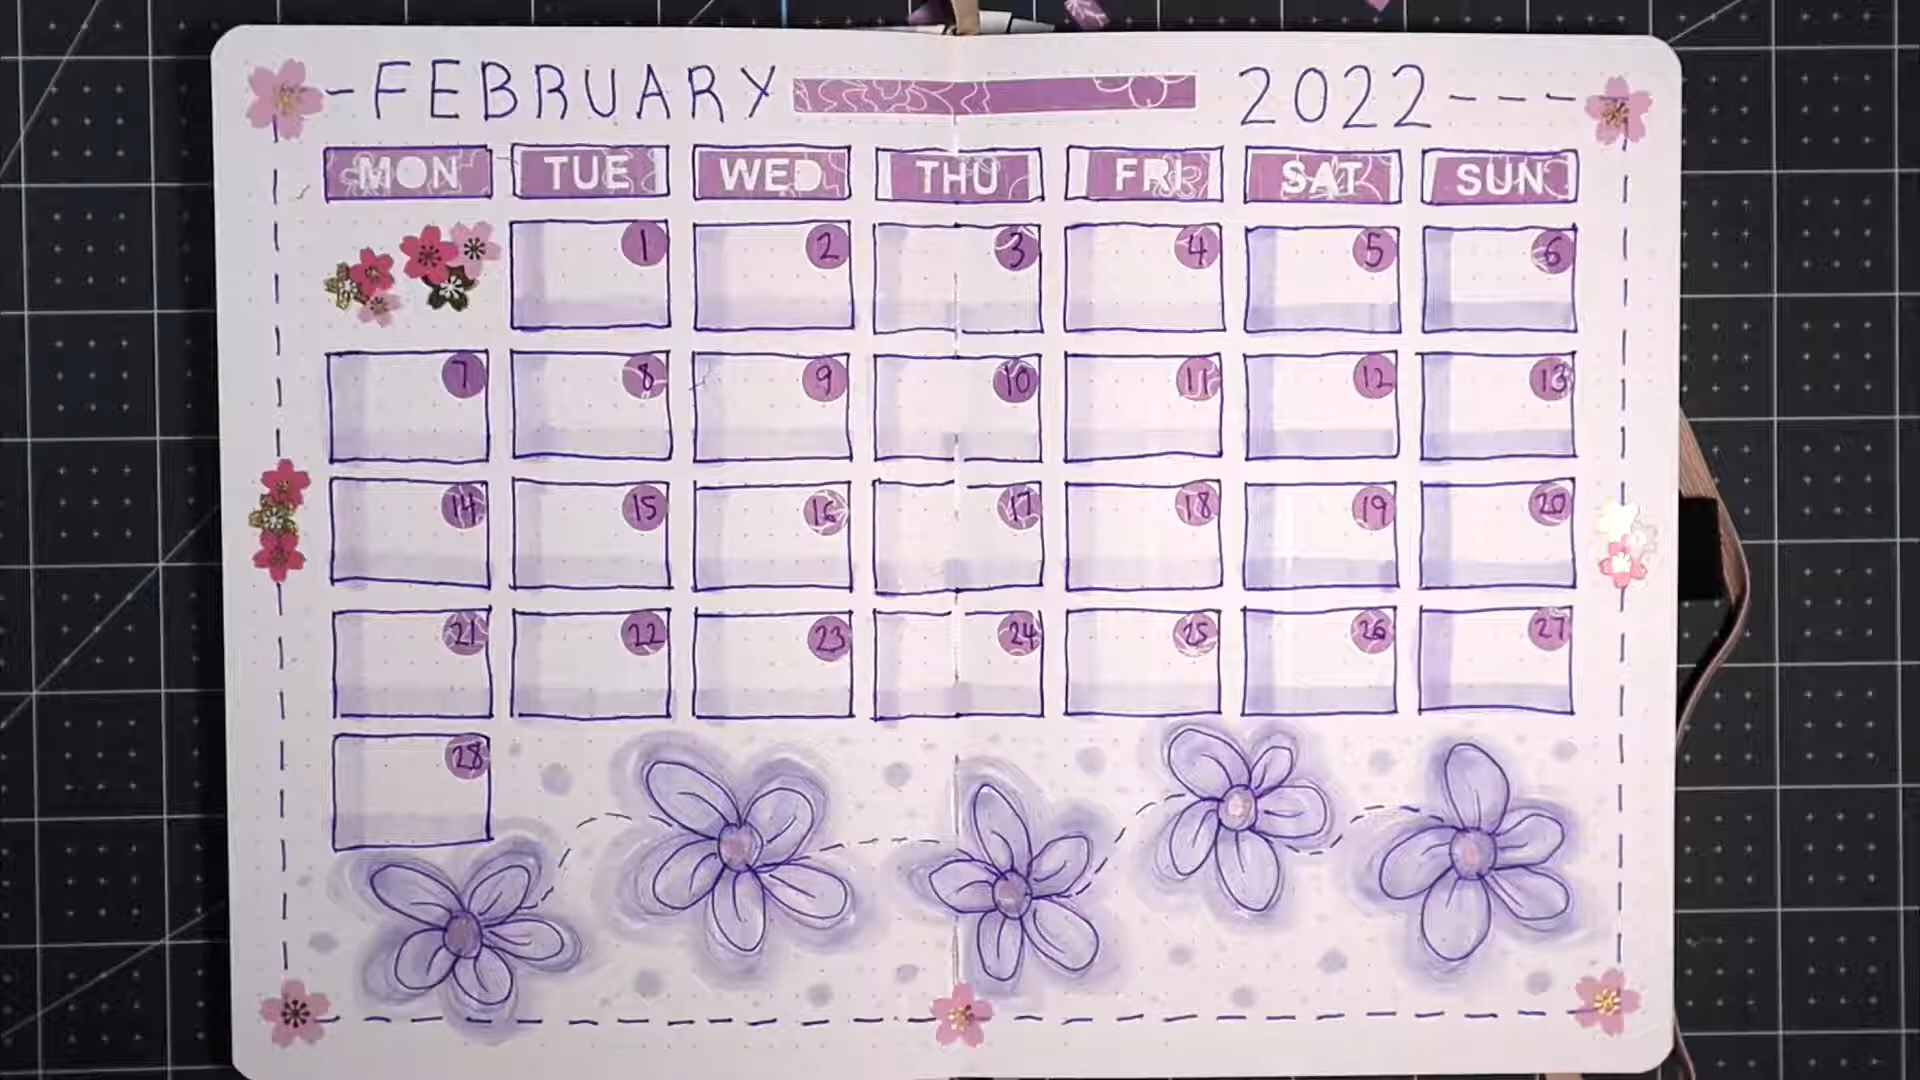 FEBRUARY 2022
MON TUE WED THU FRI SAT SUN
1 2 3 4 5 6
7 8 9 10 11 12 13
14 15 16 17 18 19 20
21 22 23 24 25 26 27
28